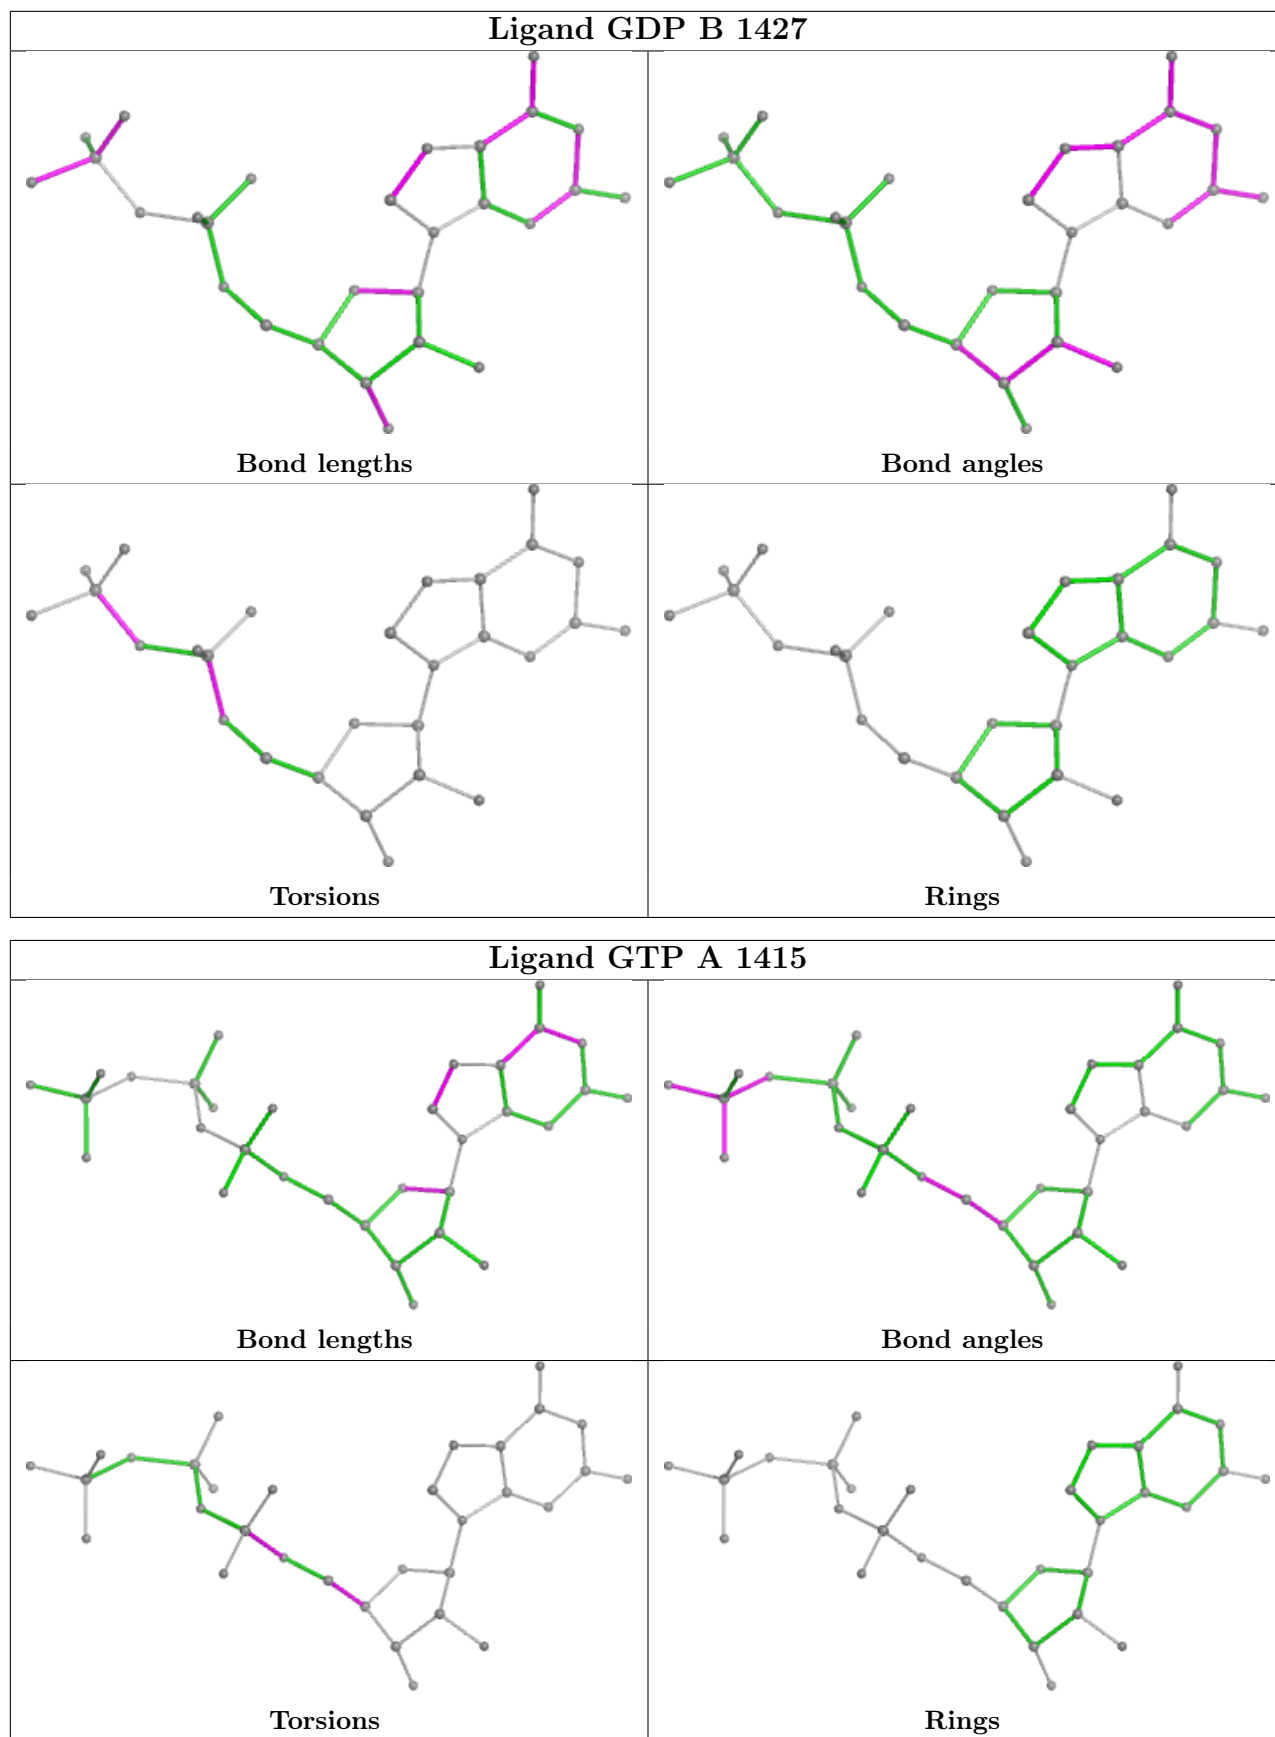 Ligand GDP B 1427
Bond lengths
Bond angles
Torsions
Rings
Ligand GTP A 1415
Bond lengths
Bond angles
Torsions
Rings